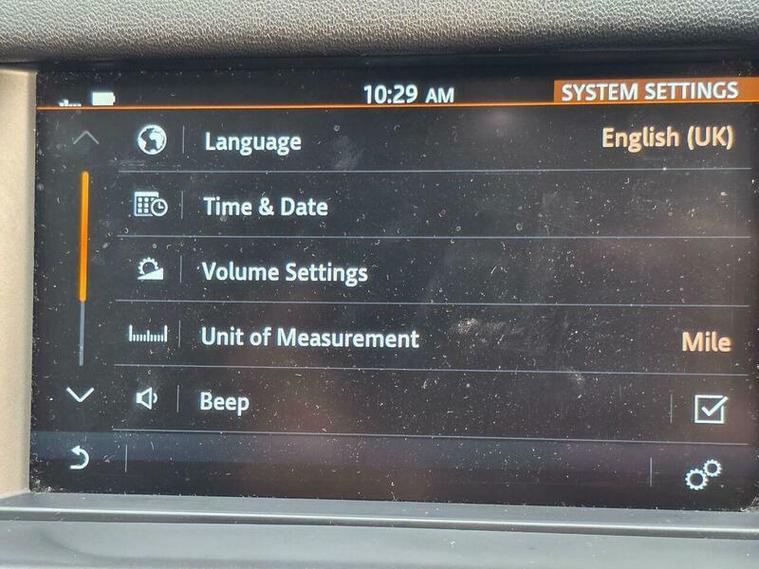 10:29 AM
SYSTEM SETTINGS
Language
English (UK)
Time & Date
Volume Settings
Unit of Measurement
Mile
Beep